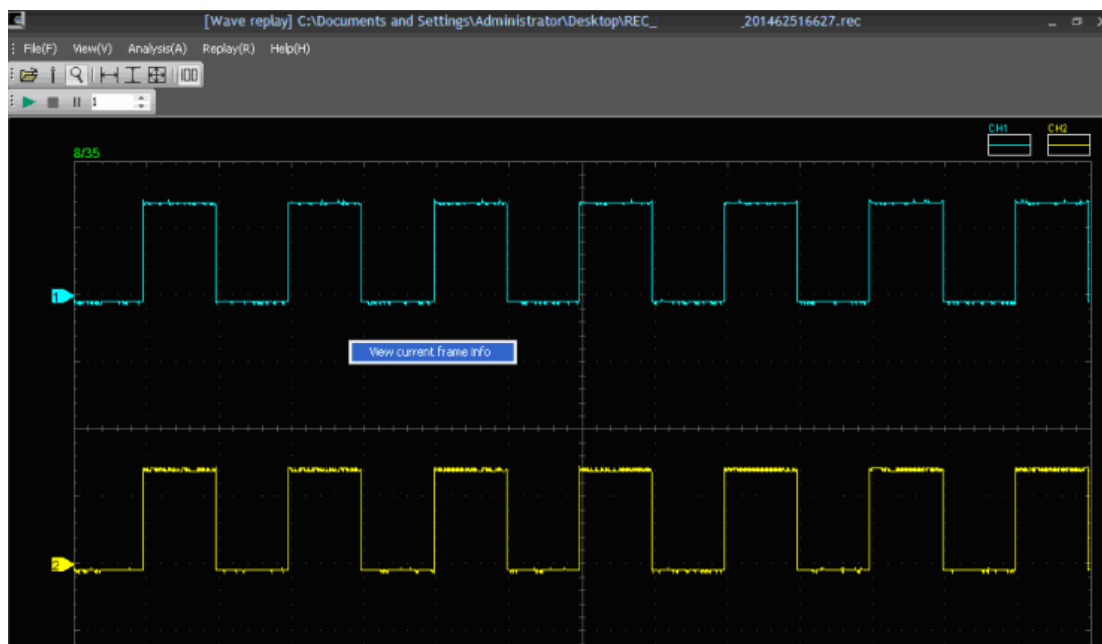 [Wave replay] C:\Documents and Settings\Administrator\Desktop\REC_ _201462516627.rec
File(F) View(V) Analysis(A) Replay(R) Help(H)
100
1
CH1 CH2
8/35
1
View current frame info
2